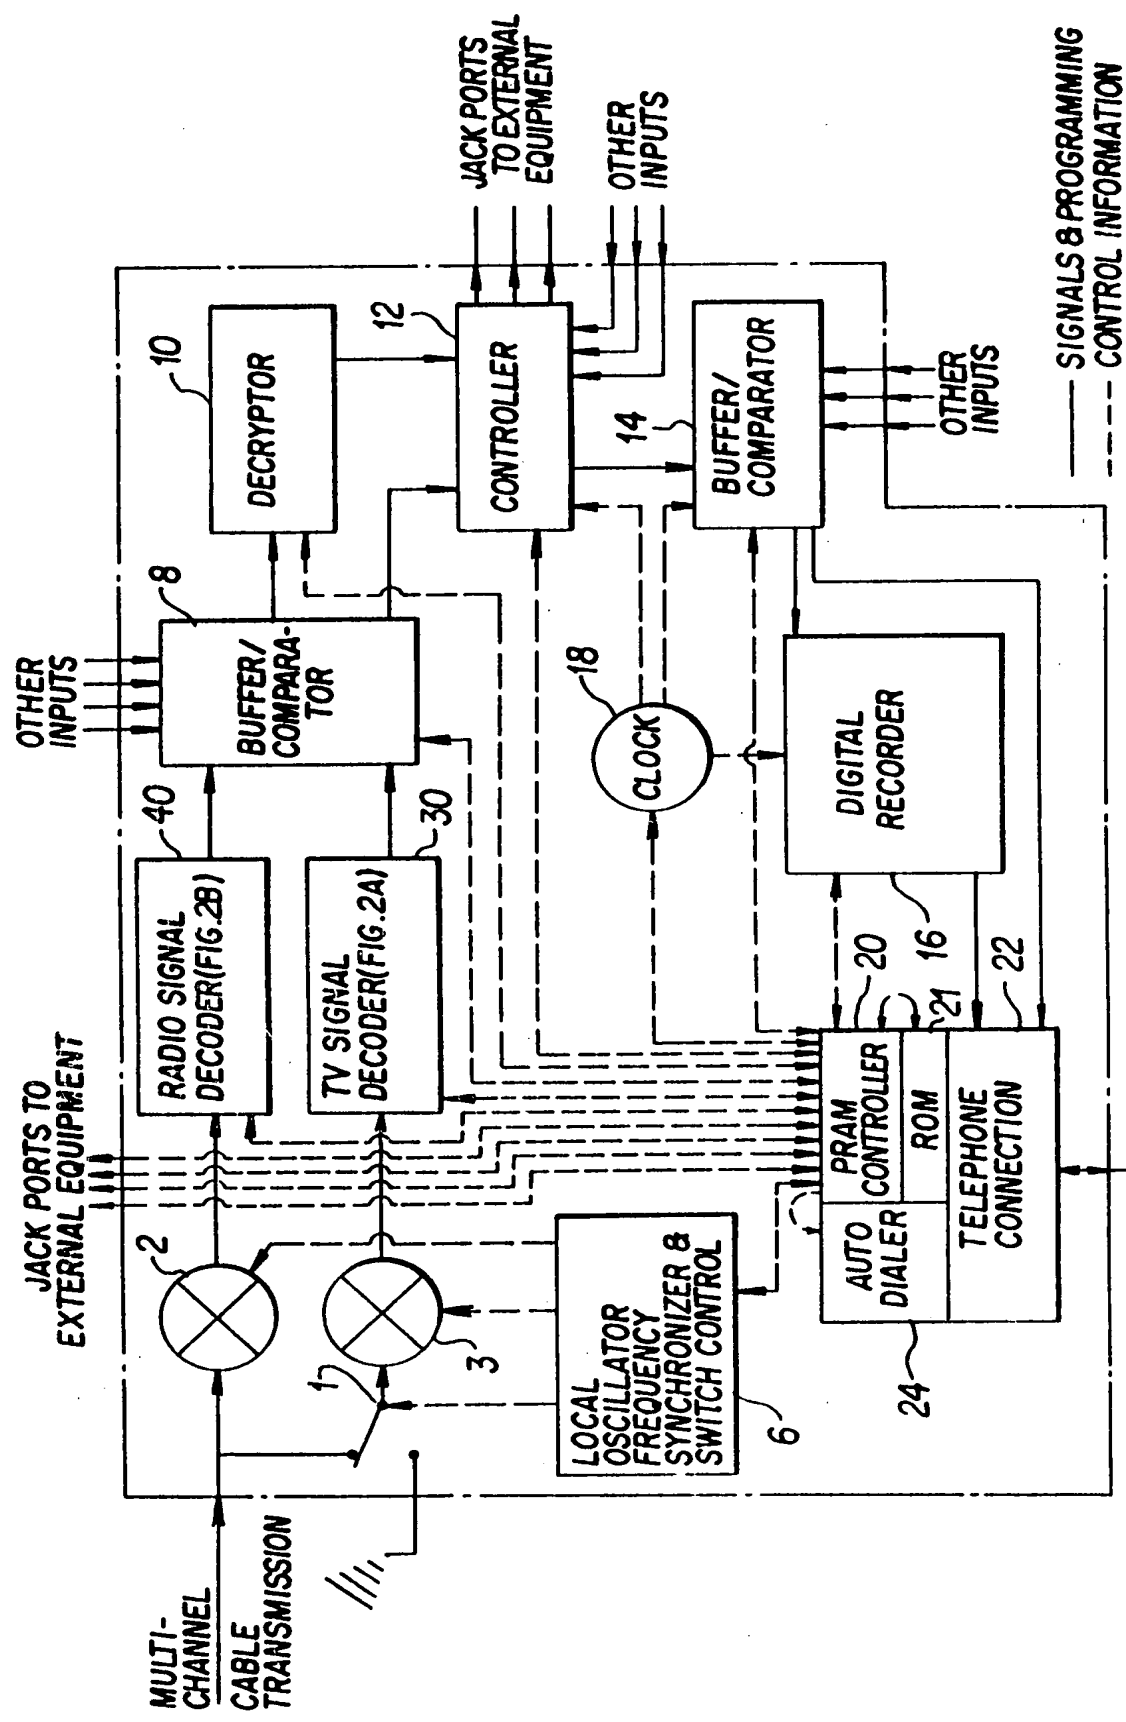 MULTI-
CHANNEL
CABLE
TRANSMISSION
JACK PORTS TO
EXTERNAL EQUIPMENT
OTHER
INPUTS
2
1
3
RADIO SIGNAL
DECODER(FIG.2B)
40
TV SIGNAL
DECODER(FIG.2A)
30
BUFFER/
COMPARA-
TOR
8
DECRYPTOR
10
CONTROLLER
12
JACK PORTS
TO EXTERNAL
EQUIPMENT
OTHER
INPUTS
BUFFER/
COMPARATOR
14
OTHER
INPUTS
CLOCK
18
DIGITAL
RECORDER
16
LOCAL
OSCILLATOR
FREQUENCY
SYNCHRONIZER &
SWITCH CONTROL
6
PRAM
CONTROLLER
20
ROM
21
AUTO
DIALER
24
TELEPHONE
CONNECTION
22
SIGNALS & PROGRAMMING
CONTROL INFORMATION